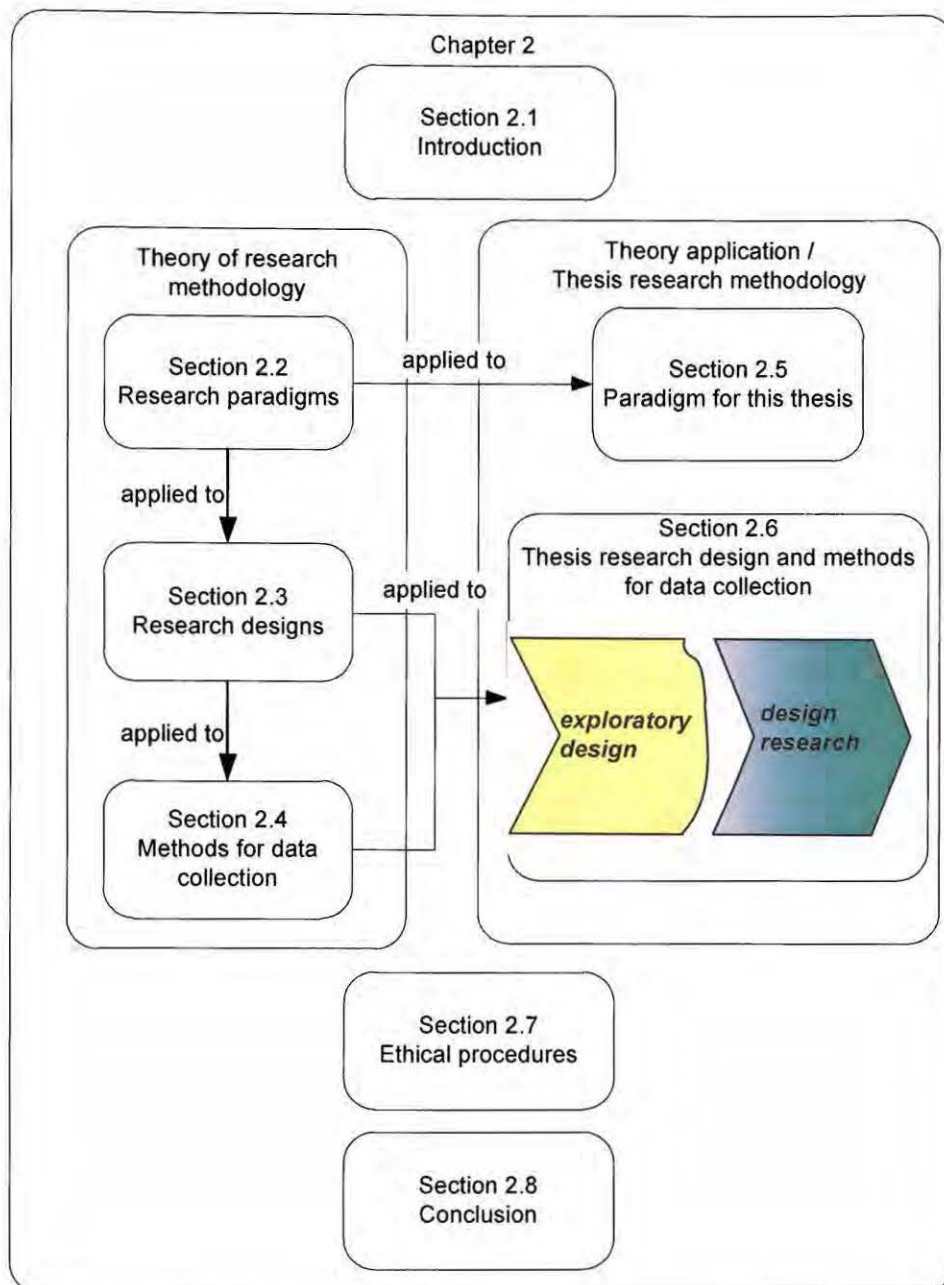 Chapter 2
Section 2.1
Introduction
Theory of research
methodology
Section 2.2
Research paradigms
applied to
Section 2.3
Research designs
applied to
Section 2.4
Methods for data
collection
applied to
applied to
Theory application /
Thesis research methodology
Section 2.5
Paradigm for this thesis
Section 2.6
Thesis research design and methods
for data collection
exploratory
design
design
research
Section 2.7
Ethical procedures
Section 2.8
Conclusion